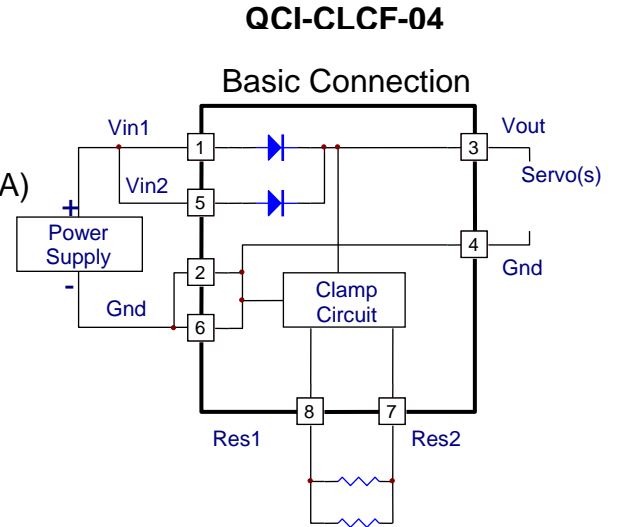 QCI-CLCF-04
Basic Connection
Vin1
1
3
Vout
A)
Vin2
5
Servo(s)
+
Power
Supply
-
2
4
Gnd
Clamp
Circuit
Gnd
6
8
7
Res1
Res2